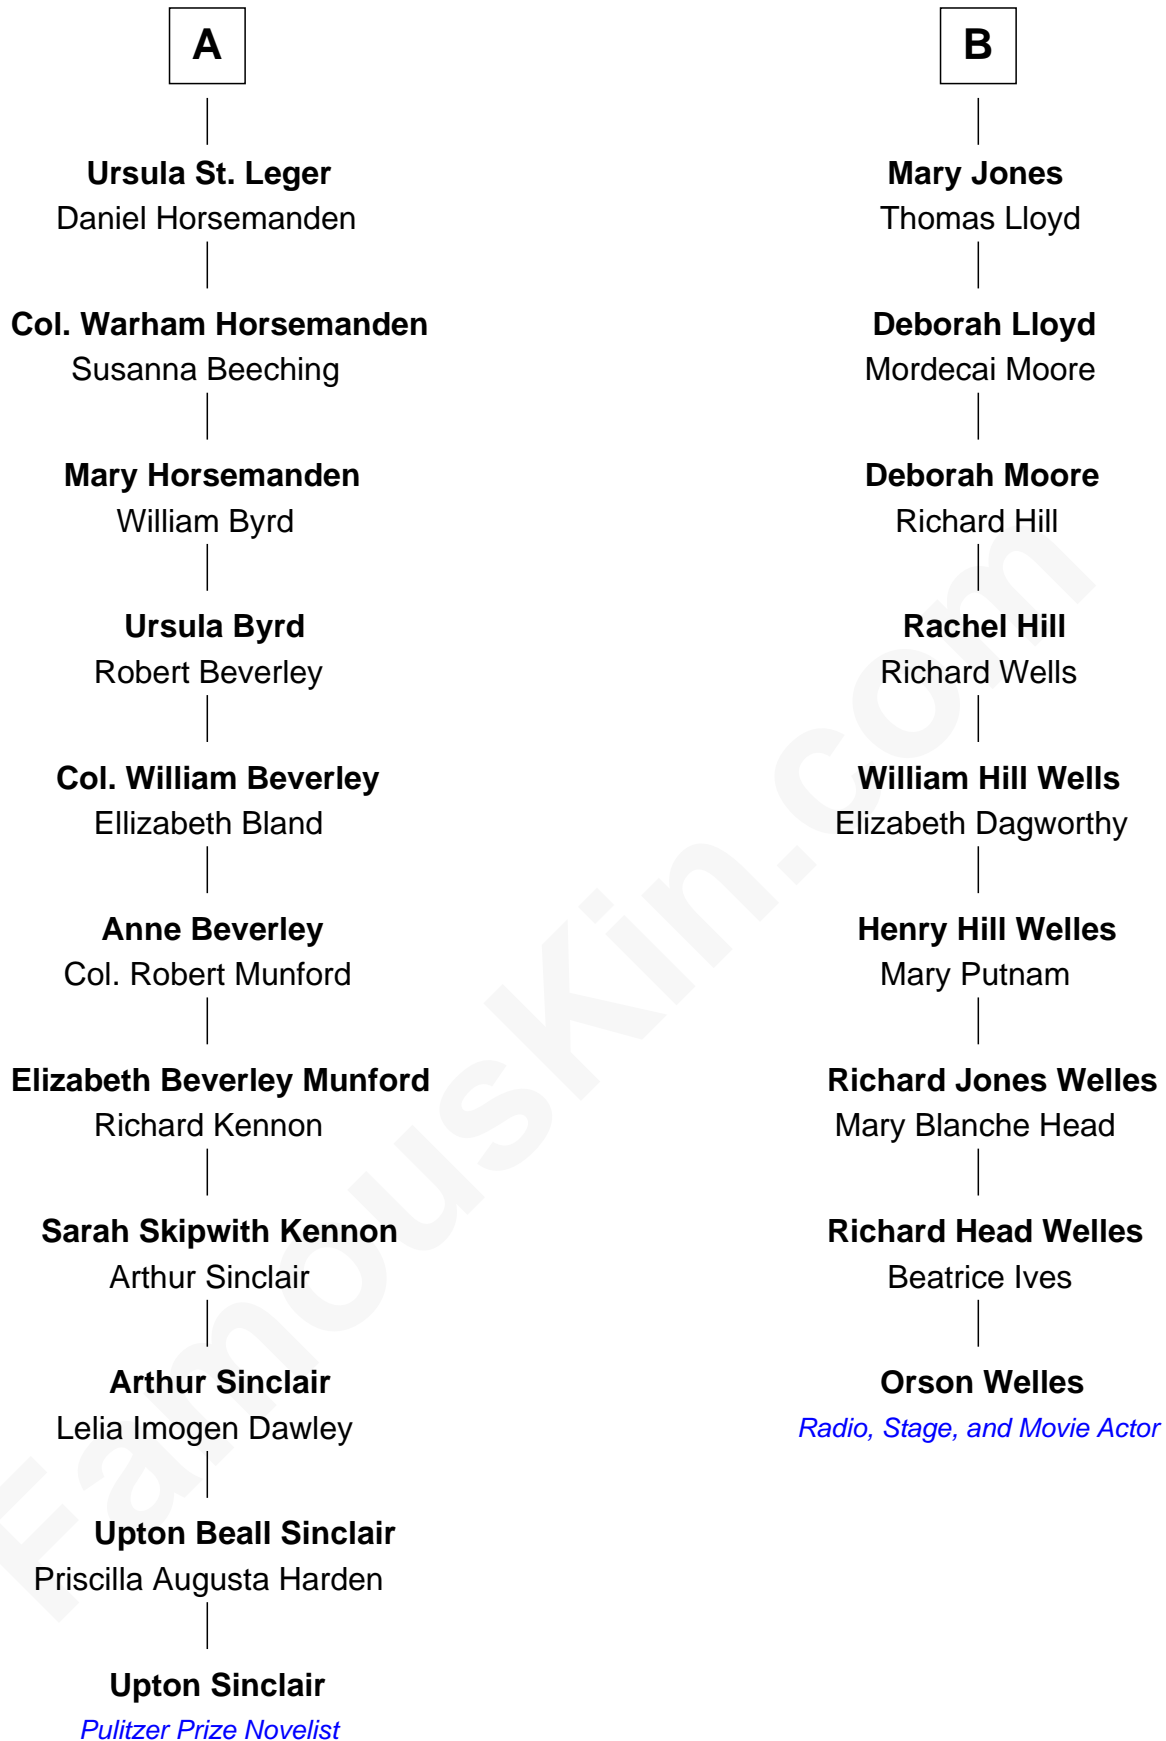 A
Ursula St. Leger
Daniel Horsemanden
Col. Warham Horsemanden
Susanna Beeching
Mary Horsemanden
William Byrd
Ursula Byrd
Robert Beverley
Col. William Beverley
Ellizabeth Bland
Anne Beverley
Col. Robert Munford
Elizabeth Beverley Munford
Richard Kennon
Sarah Skipwith Kennon
Arthur Sinclair
Arthur Sinclair
Lelia Imogen Dawley
Upton Beall Sinclair
Priscilla Augusta Harden
Upton Sinclair
Pulitzer Prize Novelist
B
Mary Jones
Thomas Lloyd
Deborah Lloyd
Mordecai Moore
Deborah Moore
Richard Hill
Rachel Hill
Richard Wells
William Hill Wells
Elizabeth Dagworthy
Henry Hill Welles
Mary Putnam
Richard Jones Welles
Mary Blanche Head
Richard Head Welles
Beatrice Ives
Orson Welles
Radio, Stage, and Movie Actor
FamousKin.com